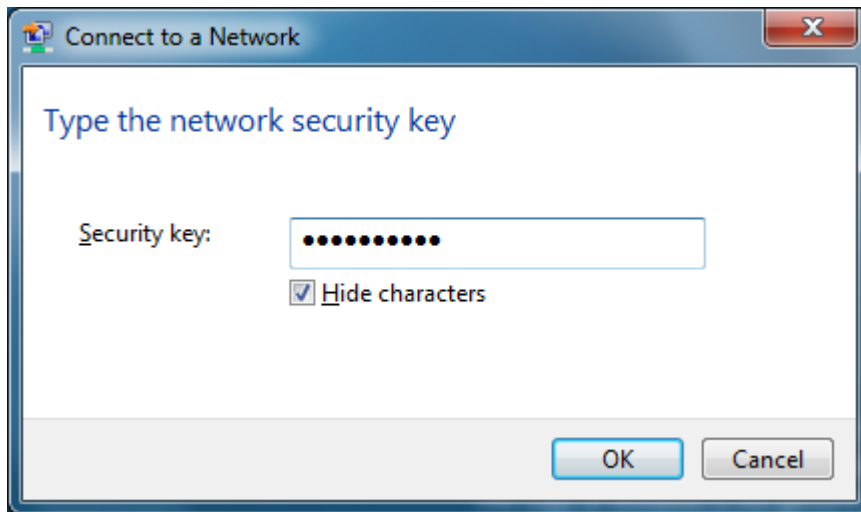 Connect to a Network
Type the network security key
Security key: ••••••••••
Hide characters
OK Cancel